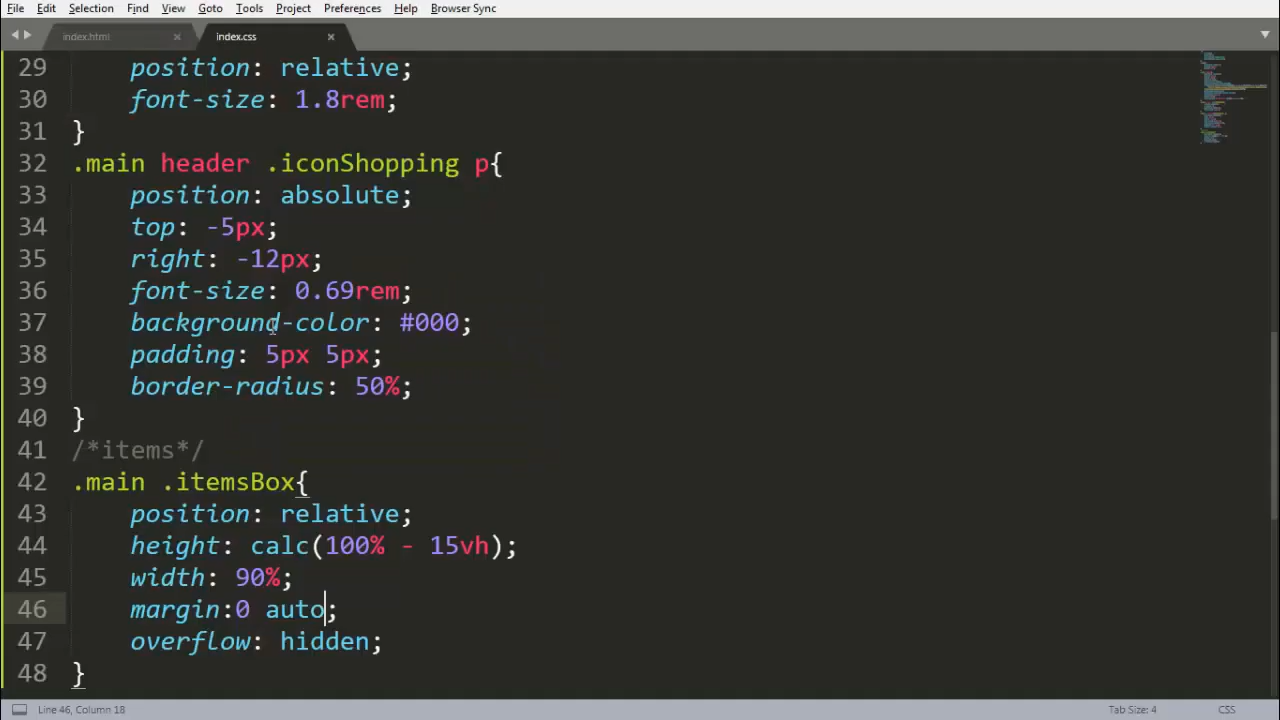 File Edit Selection Find View Goto Tools Project Preferences Help Browser Sync
index.html × index.css ×
29 position: relative;
30 font-size: 1.8rem;
31 }
32 .main header .iconShopping p{
33 position: absolute;
34 top: -5px;
35 right: -12px;
36 font-size: 0.69rem;
37 background-color: #000;
38 padding: 5px 5px;
39 border-radius: 50%;
40 }
41 /*items*/
42 .main .itemsBox{
43 position: relative;
44 height: calc(100% - 15vh);
45 width: 90%;
46 margin:0 auto;
47 overflow: hidden;
48 }
Line 46, Column 18 Tab Size: 4 CSS